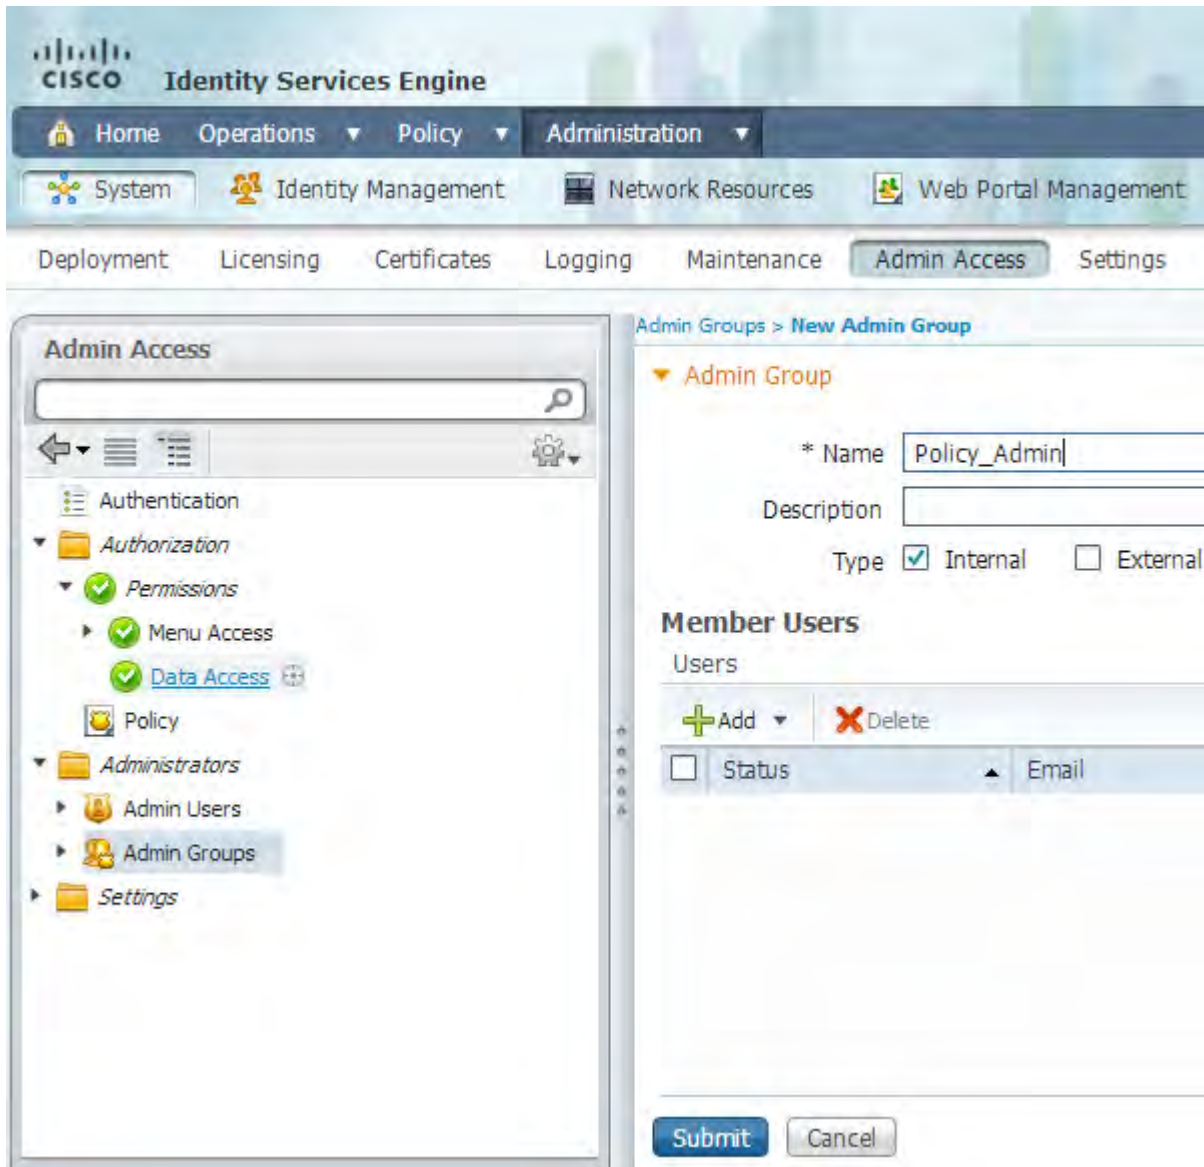 CISCO Identity Services Engine
Home Operations Policy Administration
System Identity Management Network Resources Web Portal Management
Deployment Licensing Certificates Logging Maintenance Admin Access Settings
Admin Access
Authentication
Authorization
Permissions
Menu Access
Data Access
Policy
Administrators
Admin Users
Admin Groups
Settings
Admin Groups > New Admin Group
Admin Group
* Name Policy_Admin
Description
Type Internal External
Member Users
Users
Add Delete
Status Email
Submit Cancel